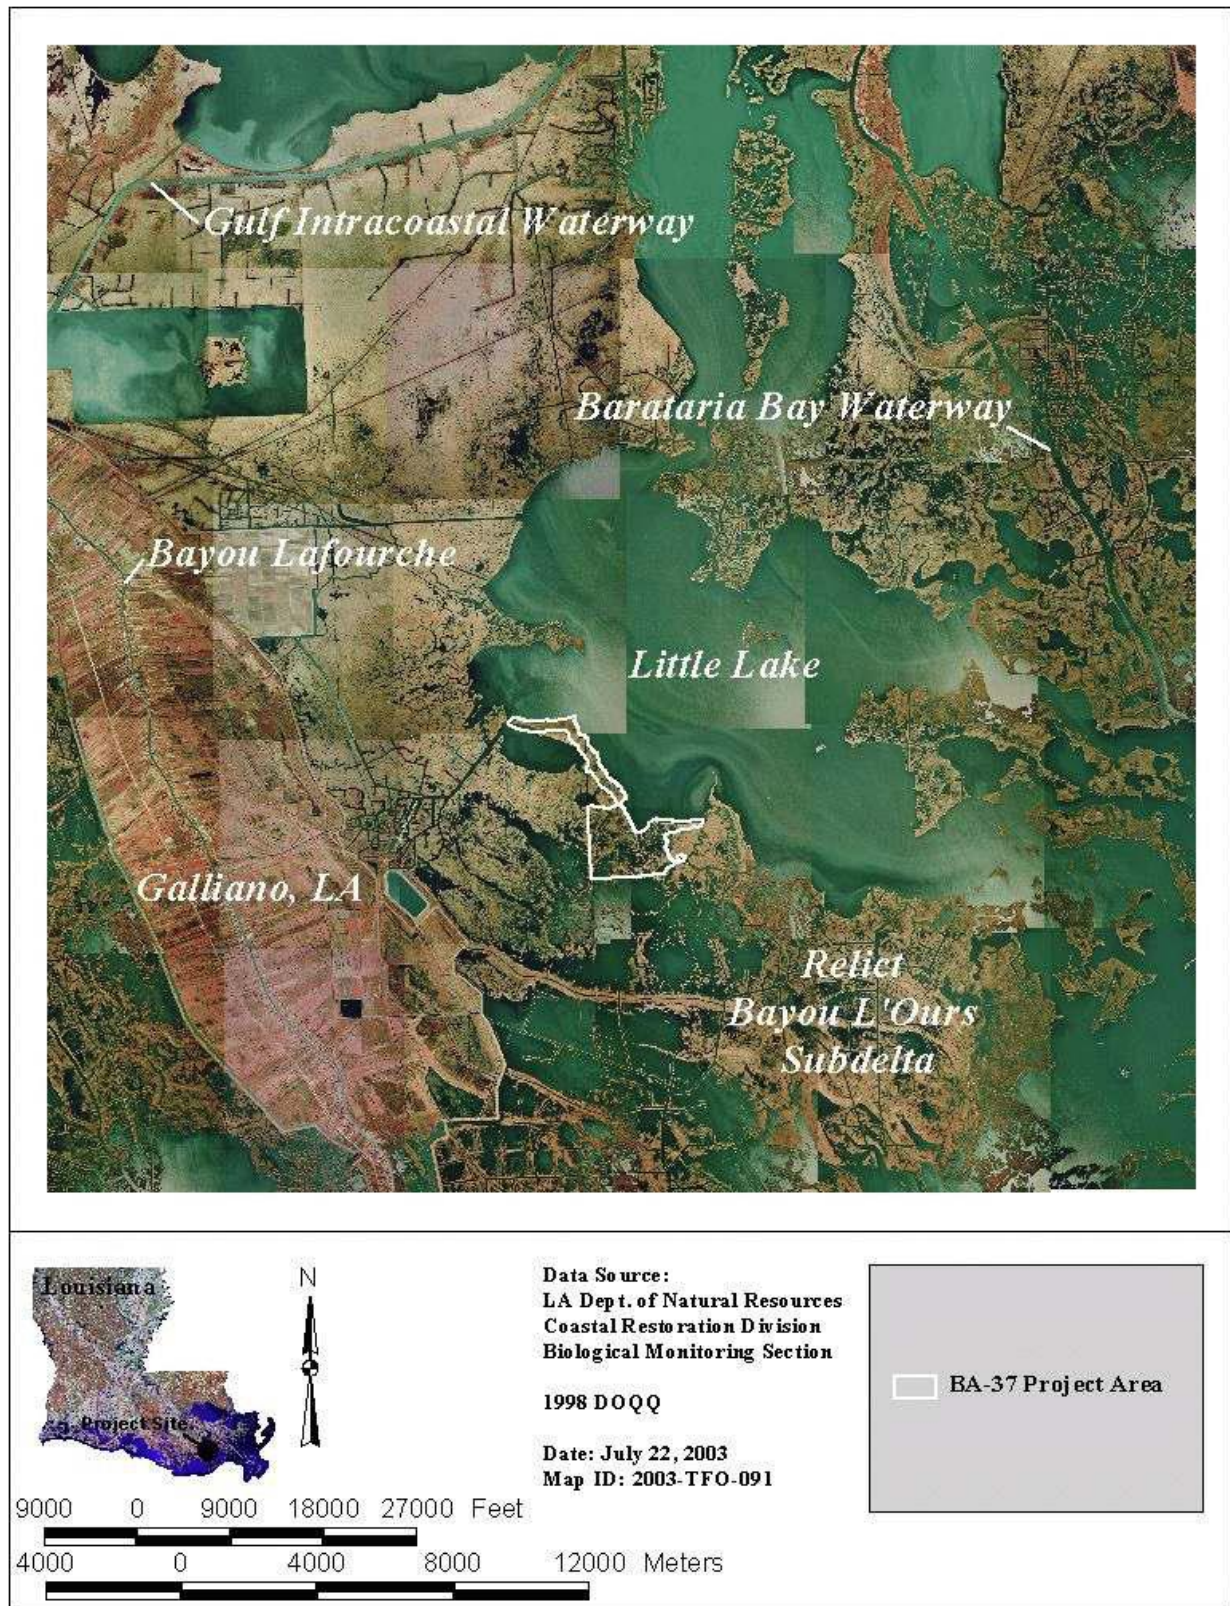 Gulf Intracoastal Waterway
Barataria Bay Waterway
Bayou Lafourche
Little Lake
Galliano, LA
Relict
Bayou L'Ours
Subdelta
Louisiana
Project Site
N
Data Source:
LA Dept. of Natural Resources
Coastal Restoration Division
Biological Monitoring Section
1998 DOQQ
Date: July 22, 2003
Map ID: 2003-TFO-091
BA-37 Project Area
9000 0 9000 18000 27000 Feet
4000 0 4000 8000 12000 Meters